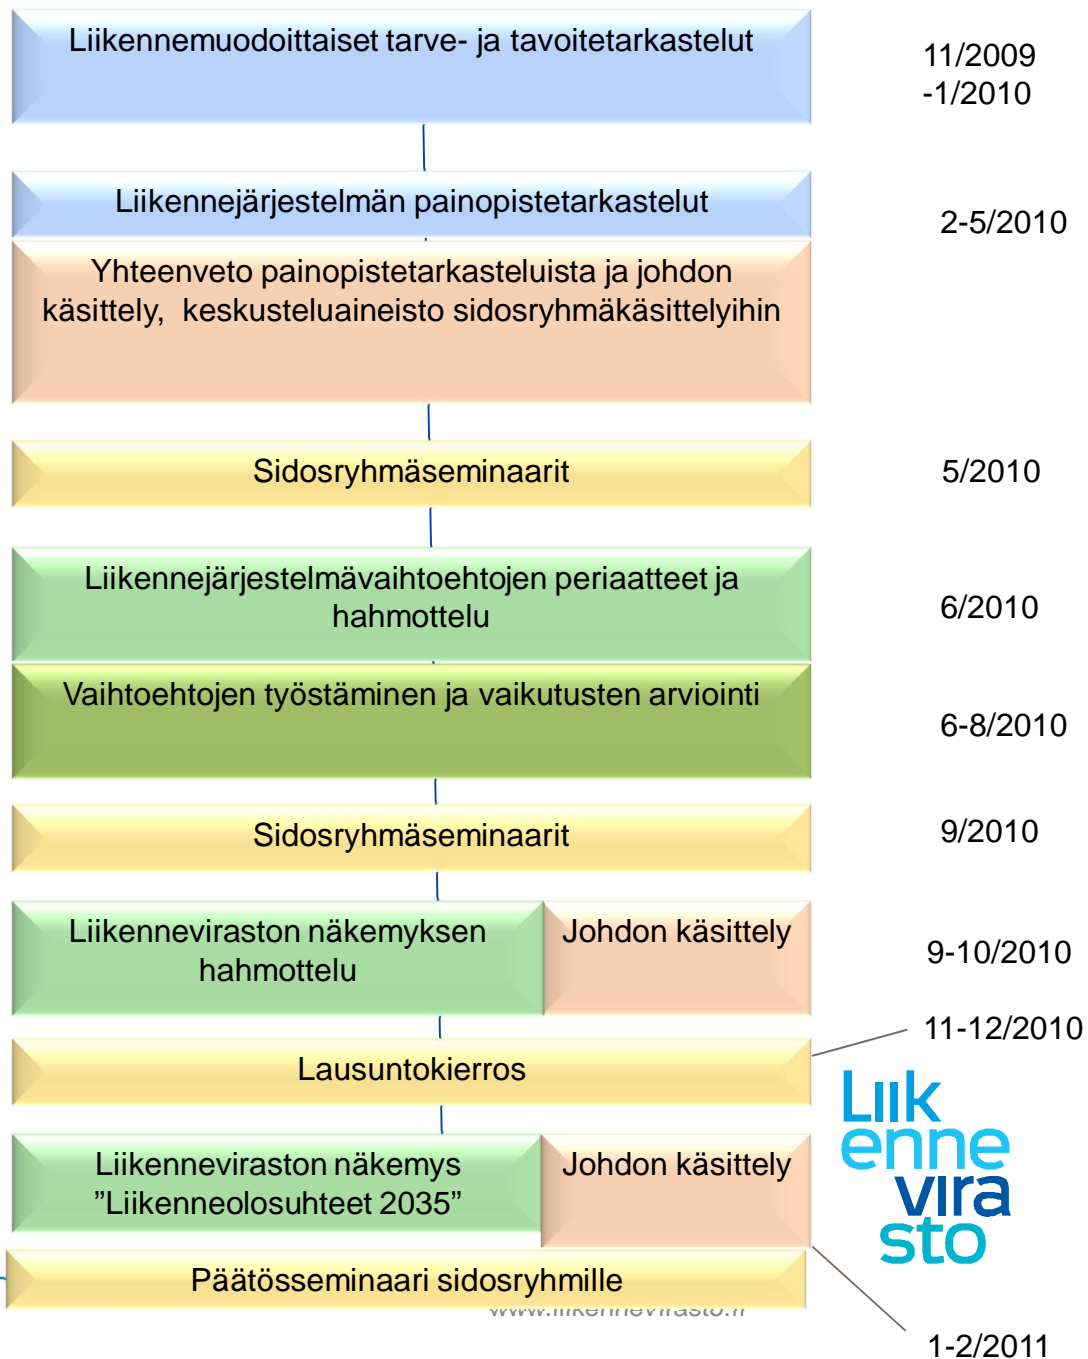 Liikennemuodoittaiset tarve- ja tavoitetarkastelut
11/2009
-1/2010
Liikennejärjestelmän painopistetarkastelut
2-5/2010
Yhteenveto painopistetarkasteluista ja johdon
käsittely, keskusteluaineisto sidosryhmäkäsittelyihin
Sidosryhmäseminaarit
5/2010
Liikennejärjestelmävaihtoehtojen periaatteet ja
hahmottelu
6/2010
Vaihtoehtojen työstäminen ja vaikutusten arviointi
6-8/2010
Sidosryhmäseminaarit
9/2010
Liikenneviraston näkemyksen
hahmottelu
Johdon käsittely
9-10/2010
11-12/2010
Lausuntokierros
Liik
enne
vira
sto
Liikenneviraston näkemys
”Liikenneolosuhteet 2035”
Johdon käsittely
Päätösseminaari sidosryhmille
www.liikennevirasto.fi
1-2/2011